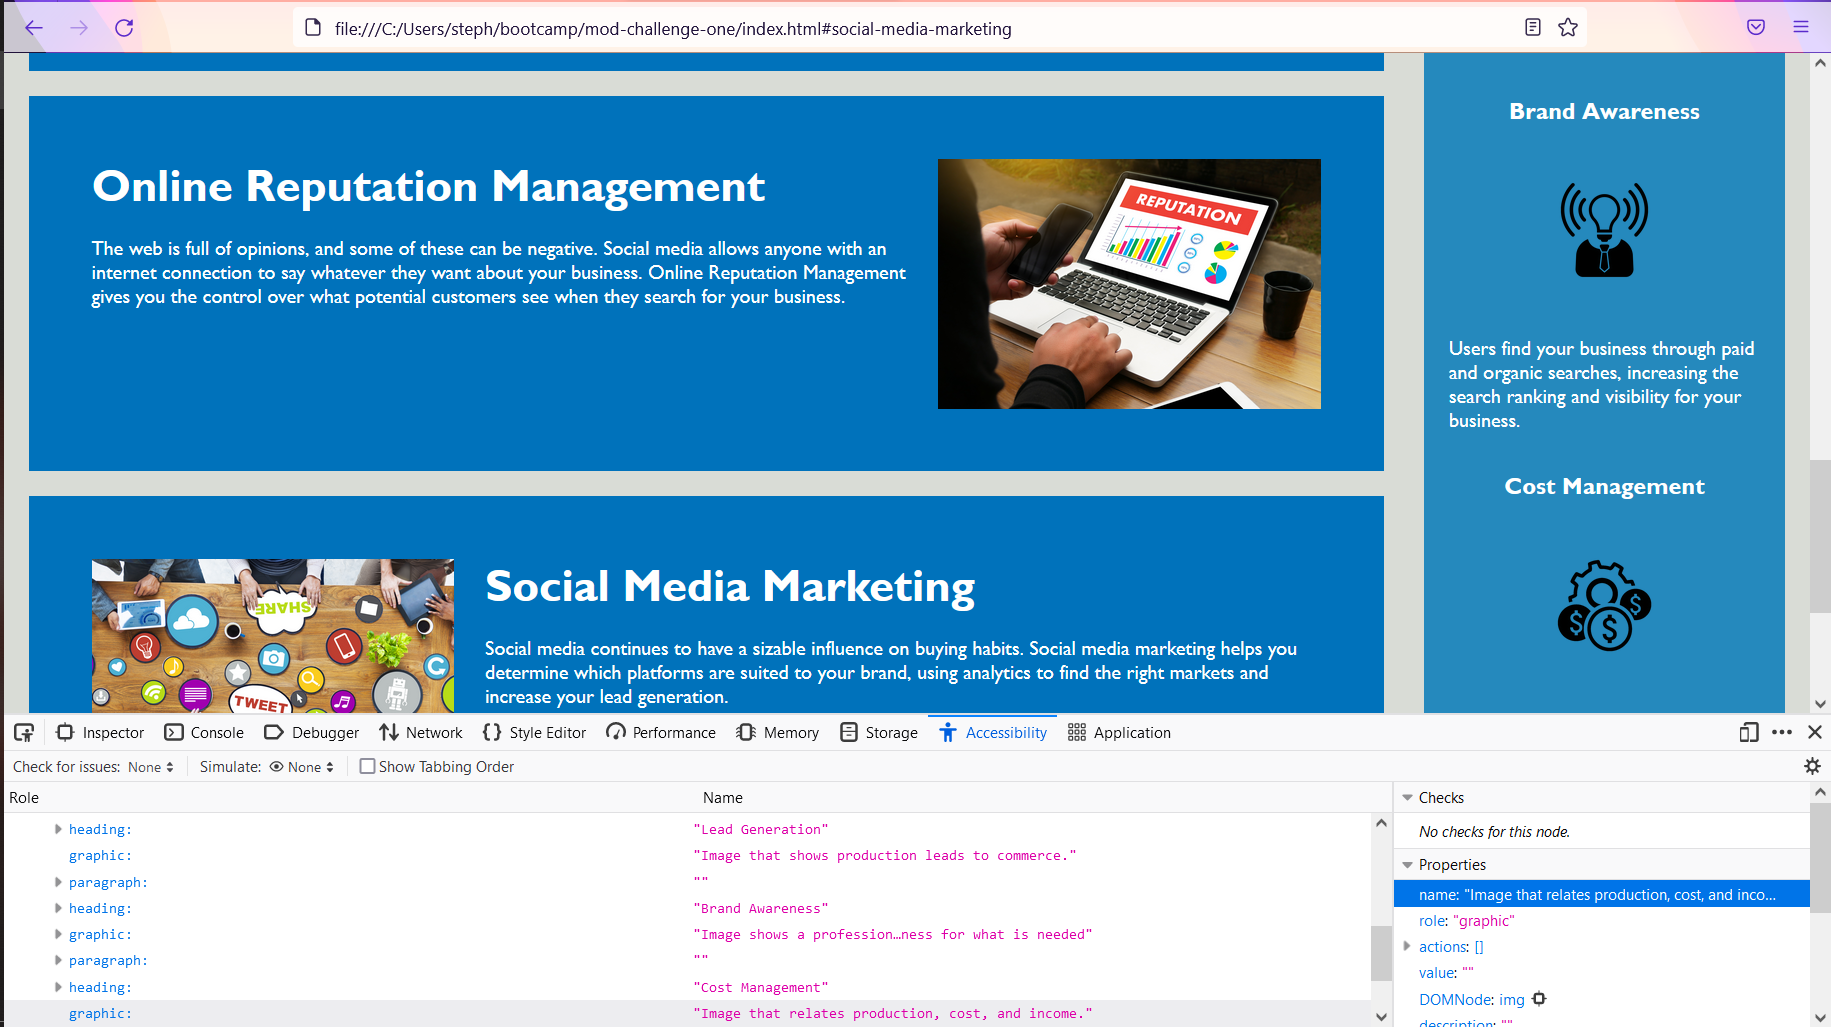 file:///C:/Users/steph/bootcamp/mod-challenge-one/index.html#social-media-marketing
Online Reputation Management
The web is full of opinions, and some of these can be negative. Social media allows anyone with an
internet connection to say whatever they want about your business. Online Reputation Management
gives you the control over what potential customers see when they search for your business.
REPUTATION
Brand Awareness
Users find your business through paid
and organic searches, increasing the
search ranking and visibility for your
business.
Cost Management
SHARE
TWEET
Social Media Marketing
Social media continues to have a sizable influence on buying habits. Social media marketing helps you
determine which platforms are suited to your brand, using analytics to find the right markets and
increase your lead generation.
Inspector Console Debugger Network Style Editor Performance Memory Storage Accessibility Application
Check for issues: None Simulate: None Show Tabbing Order
Role Name
heading: "Lead Generation"
graphic: "Image that shows production leads to commerce."
paragraph: ""
heading: "Brand Awareness"
graphic: "Image shows a profession…ness for what is needed"
paragraph: ""
heading: "Cost Management"
graphic: "Image that relates production, cost, and income."
Checks
No checks for this node.
Properties
name: "Image that relates production, cost, and inco...
role: "graphic"
actions: []
value: ""
DOMNode: img
description: ""